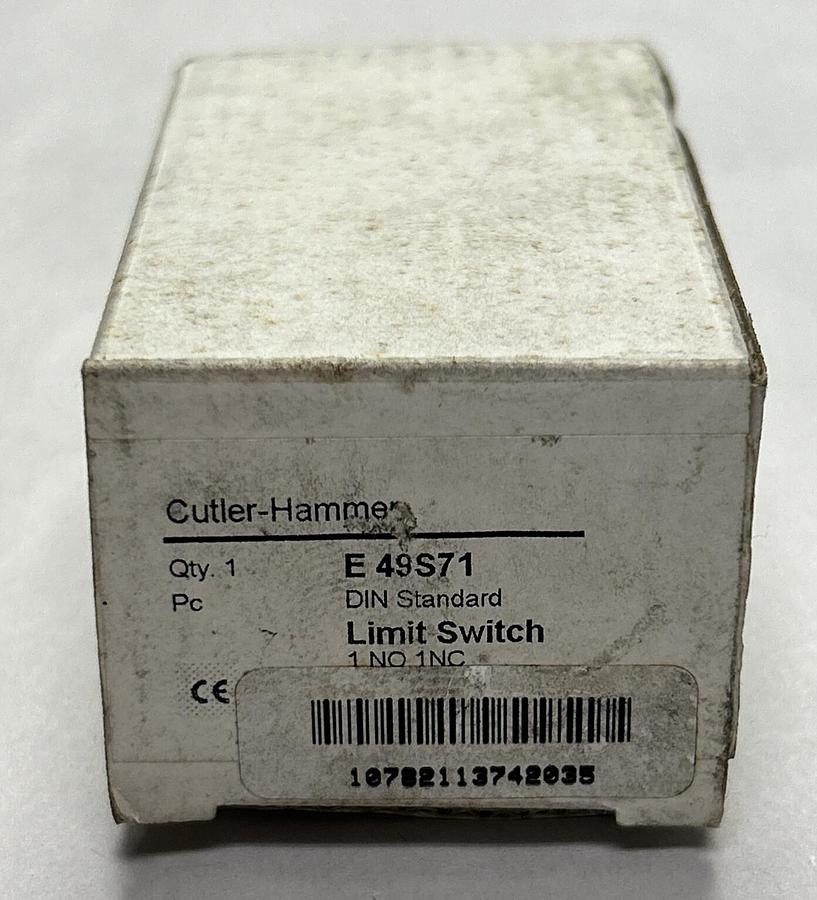 Cutler-Hammer
Qty. 1
Pc
E 49S71
DIN Standard
Limit Switch
1 NO 1NC
CE
10782113742035